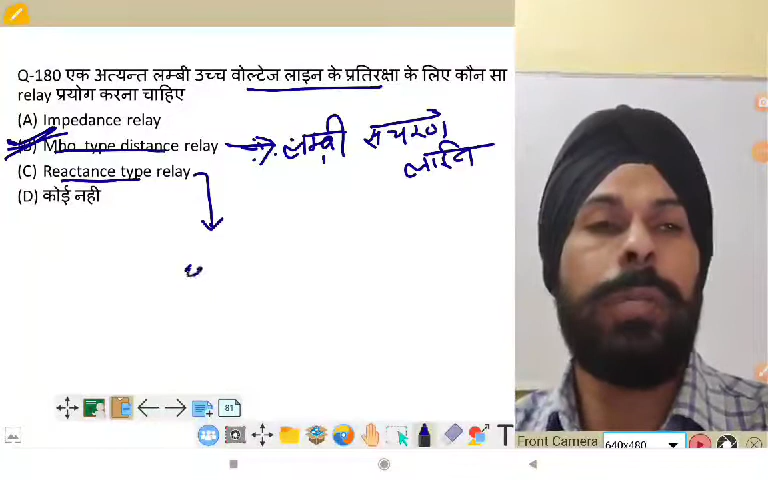 Q-180 एक अत्यन्त लम्बी उच्च वोल्टेज लाइन के प्रतिरक्षा के लिए कौन सा
relay प्रयोग करना चाहिए
(A) Impedance relay
(B) Mho type distance relay
लम्बी संचरण
लाईन
(C) Reactance type relay
(D) कोई नही
81
T
Front Camera
640x480